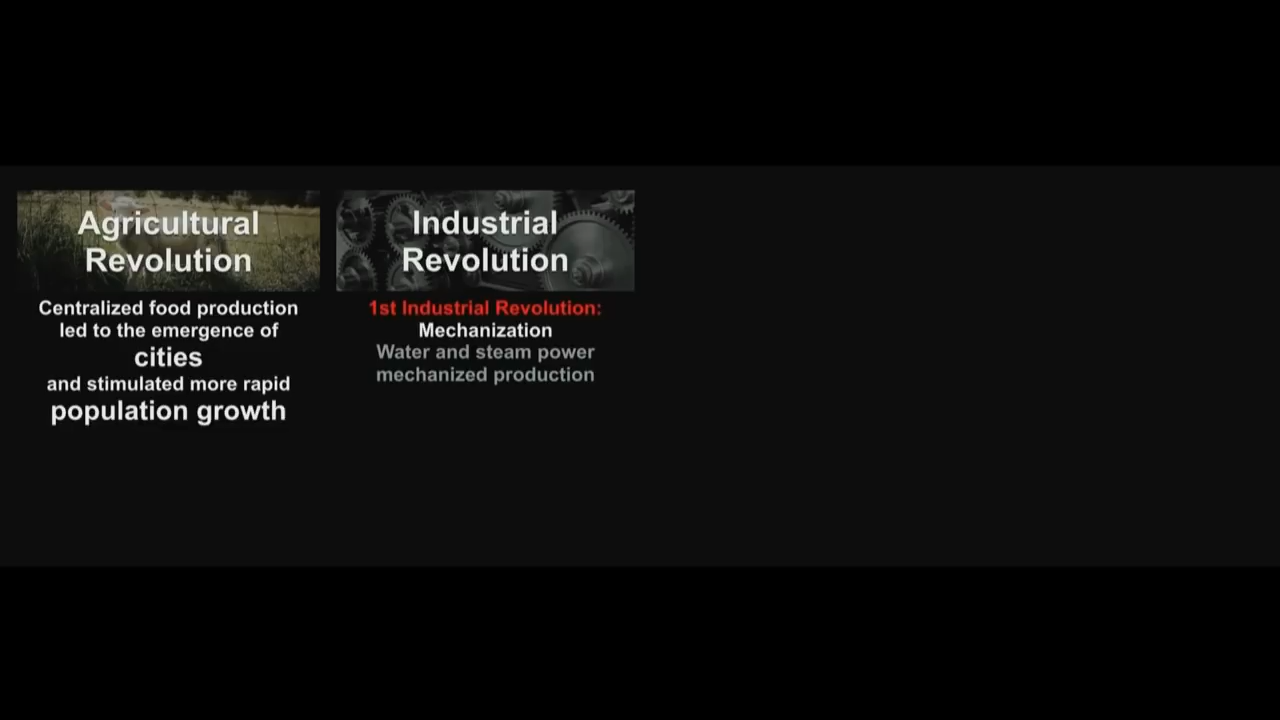 Agricultural
Revolution
Centralized food production
led to the emergence of
cities
and stimulated more rapid
population growth
Industrial
Revolution
1st Industrial Revolution:
Mechanization
Water and steam power
mechanized production